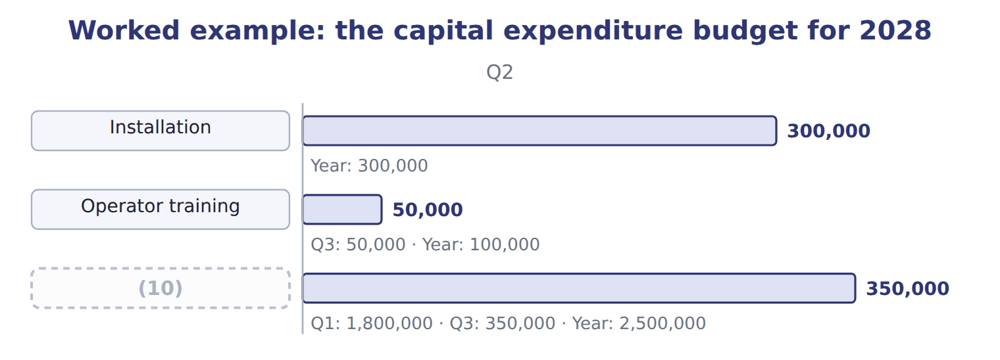 Worked example: the capital expenditure budget for 2028
Q2
Installation
300,000
Year: 300,000
Operator training
50,000
Q3: 50,000 · Year: 100,000
(10)
350,000
Q1: 1,800,000 · Q3: 350,000 · Year: 2,500,000